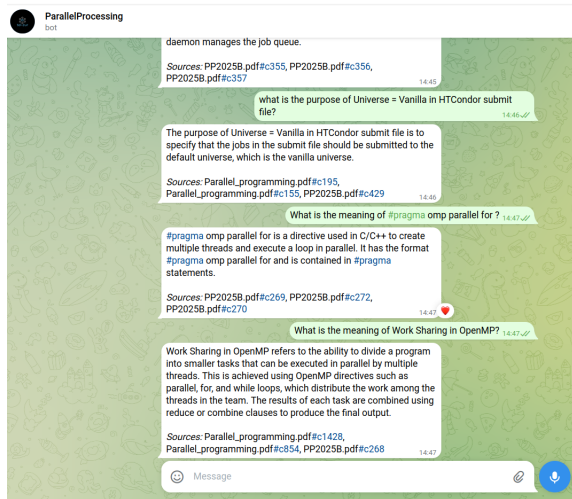 ParallelProcessing
bot
daemon manages the job queue.
Sources: PP2025B.pdf#c355, PP2025B.pdf#c356,
PP2025B.pdf#c357
14:45
what is the purpose of Universe = Vanilla in HTCondor submit
file?
14:46
The purpose of Universe = Vanilla in HTCondor submit file is to
specify that the jobs in the submit file should be submitted to the
default universe, which is the vanilla universe.
Sources: Parallel_programming.pdf#c195,
Parallel_programming.pdf#c155, PP2025B.pdf#c429
14:46
What is the meaning of #pragma omp parallel for ? 14:47
#pragma omp parallel for is a directive used in C/C++ to create
multiple threads and execute a loop in parallel. It has the format
#pragma omp parallel for and is contained in #pragma
statements.
Sources: PP2025B.pdf#c269, PP2025B.pdf#c272,
PP2025B.pdf#c270
14:47
What is the meaning of Work Sharing in OpenMP? 14:47
Work Sharing in OpenMP refers to the ability to divide a program
into smaller tasks that can be executed in parallel by multiple
threads. This is achieved using OpenMP directives such as
parallel, for, and while loops, which distribute the work among the
threads in the team. The results of each task are combined using
reduce or combine clauses to produce the final output.
Sources: Parallel_programming.pdf#c1428,
Parallel_programming.pdf#c854, PP2025B.pdf#c268
14:47
Message